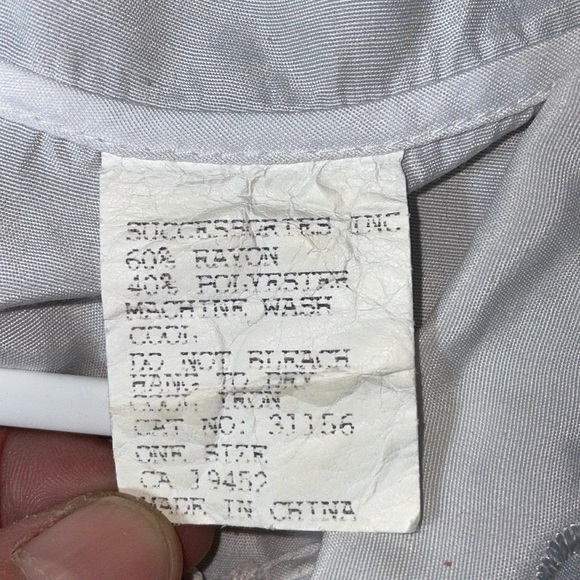 SUCCESSORIES INC
60% RAYON
40% POLYESTER
MACHINE WASH
COOL
DO NOT BLEACH
HANG TO DRY
COOL IRON
CAT NO: 31156
ONE SIZE
CA 19452
MADE IN CHINA